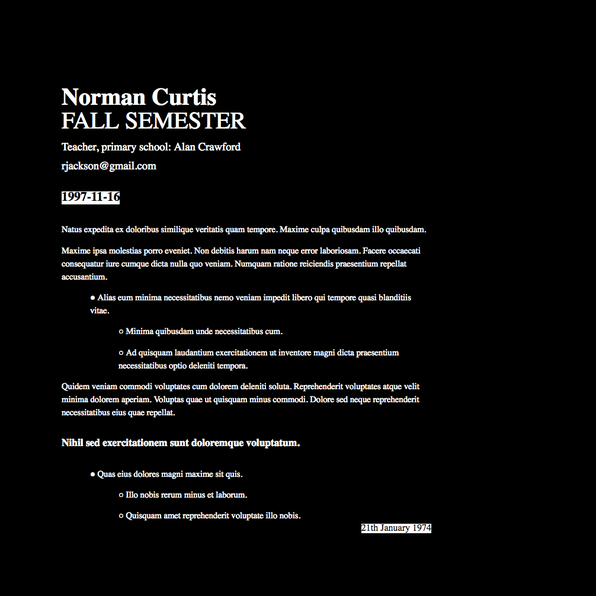 Norman Curtis
FALL SEMESTER
Teacher, primary school: Alan Crawford
rjackson@gmail.com
1997-11-16
Natus expedita ex doloribus similique veritatis quam tempore. Maxime culpa quibusdam illo quibusdam.
Maxime ipsa molestias porro eveniet. Non debitis harum nam neque error laboriosam. Facere occaecati
consequatur iure cumque dicta nulla quo veniam. Numquam ratione reiciendis praesentium repellat
accusantium.
● Alias eum minima necessitatibus nemo veniam impedit libero qui tempore quasi blanditiis
vitae.
○ Minima quibusdam unde necessitatibus cum.
○ Ad quisquam laudantium exercitationem ut inventore magni dicta praesentium
necessitatibus optio deleniti tempora.
Quidem veniam commodi voluptates cum dolorem deleniti soluta. Reprehenderit voluptates atque velit
minima dolorem aperiam. Voluptas quae ut quisquam minus commodi. Dolore sed neque reprehenderit
necessitatibus eius quae repellat.
Nihil sed exercitationem sunt doloremque voluptatum.
● Quas eius dolores magni maxime sit quis.
○ Illo nobis rerum minus et laborum.
○ Quisquam amet reprehenderit voluptate illo nobis.
21th January 1974